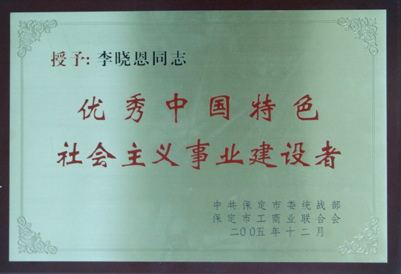 授予:李晓恩同志
优秀中国特色
社会主义事业建设者
中共保定市委统战部
保定市工商业联合会
二00五年十二月